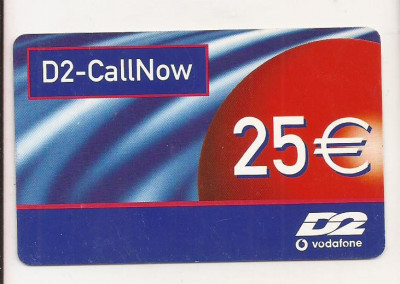 D2-CallNow
25€
D2
vodafone